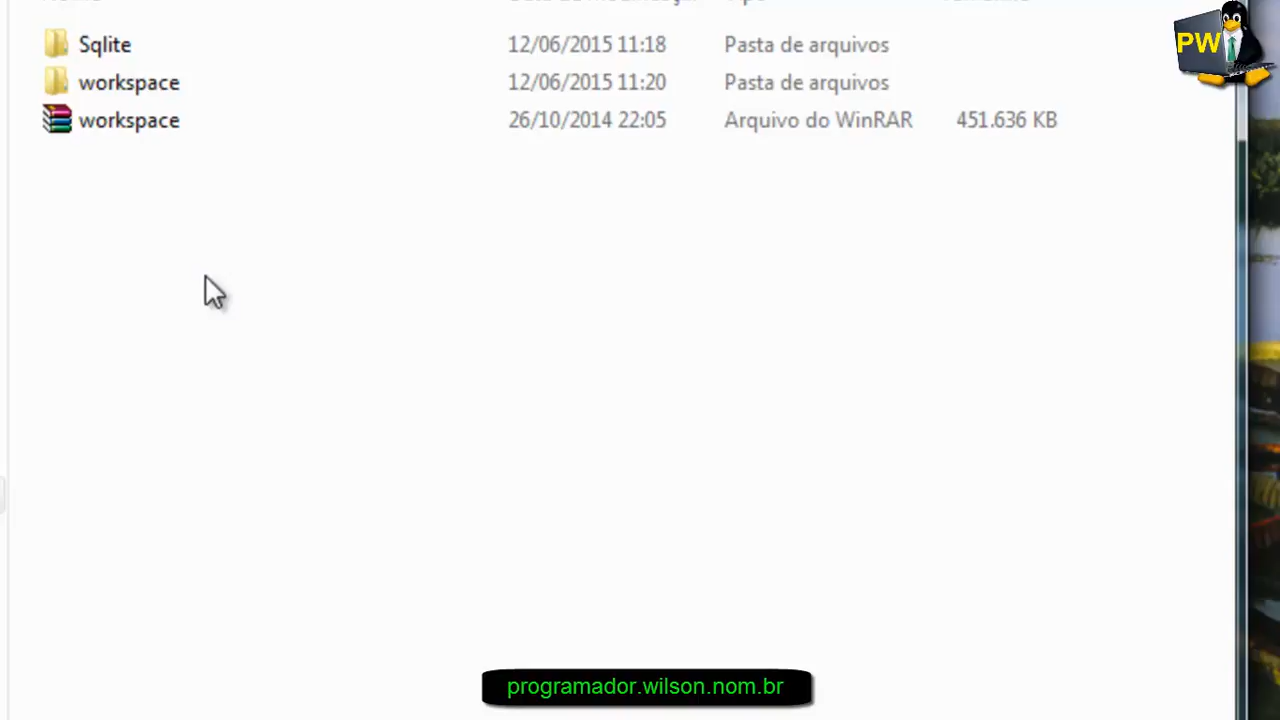 PW
Sqlite 12/06/2015 11:18 Pasta de arquivos
workspace 12/06/2015 11:20 Pasta de arquivos
workspace 26/10/2014 22:05 Arquivo do WinRAR 451.636 KB
programador.wilson.nom.br